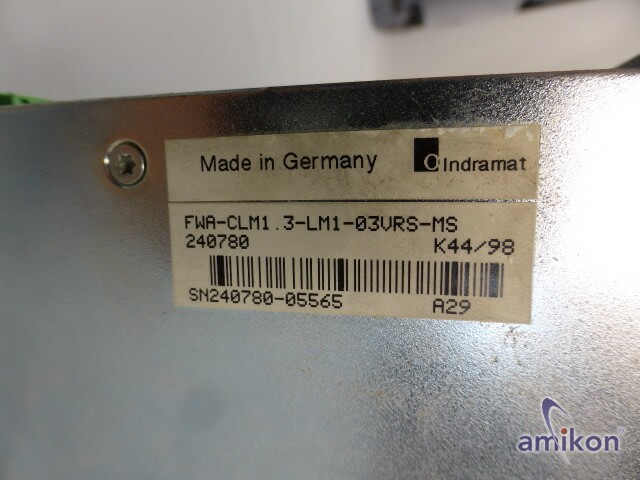 Made in Germany Indramat
FWA-CLM1.3-LM1-03VRS-MS
240780 K44/98
SN240780-05565 A29
amikon®